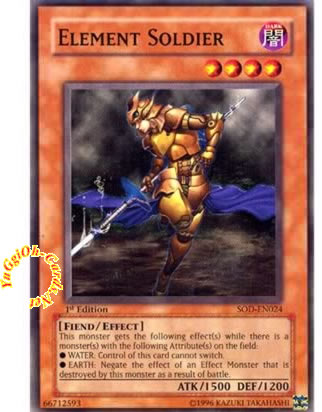 ELEMENT SOLDIER
DARK
闇
YuGgiOh-Cards.Net
1st Edition
SOD-EN024
[FIEND/EFFECT]
This monster gets the following effect(s) while there is a
monster(s) with the following Attribute(s) on the field:
● WATER: Control of this card cannot switch.
● EARTH: Negate the effect of an Effect Monster that is
destroyed by this monster as a result of battle.
ATK/1500 DEF/1200
66712593
©1996 KAZUKI TAKAHASHI